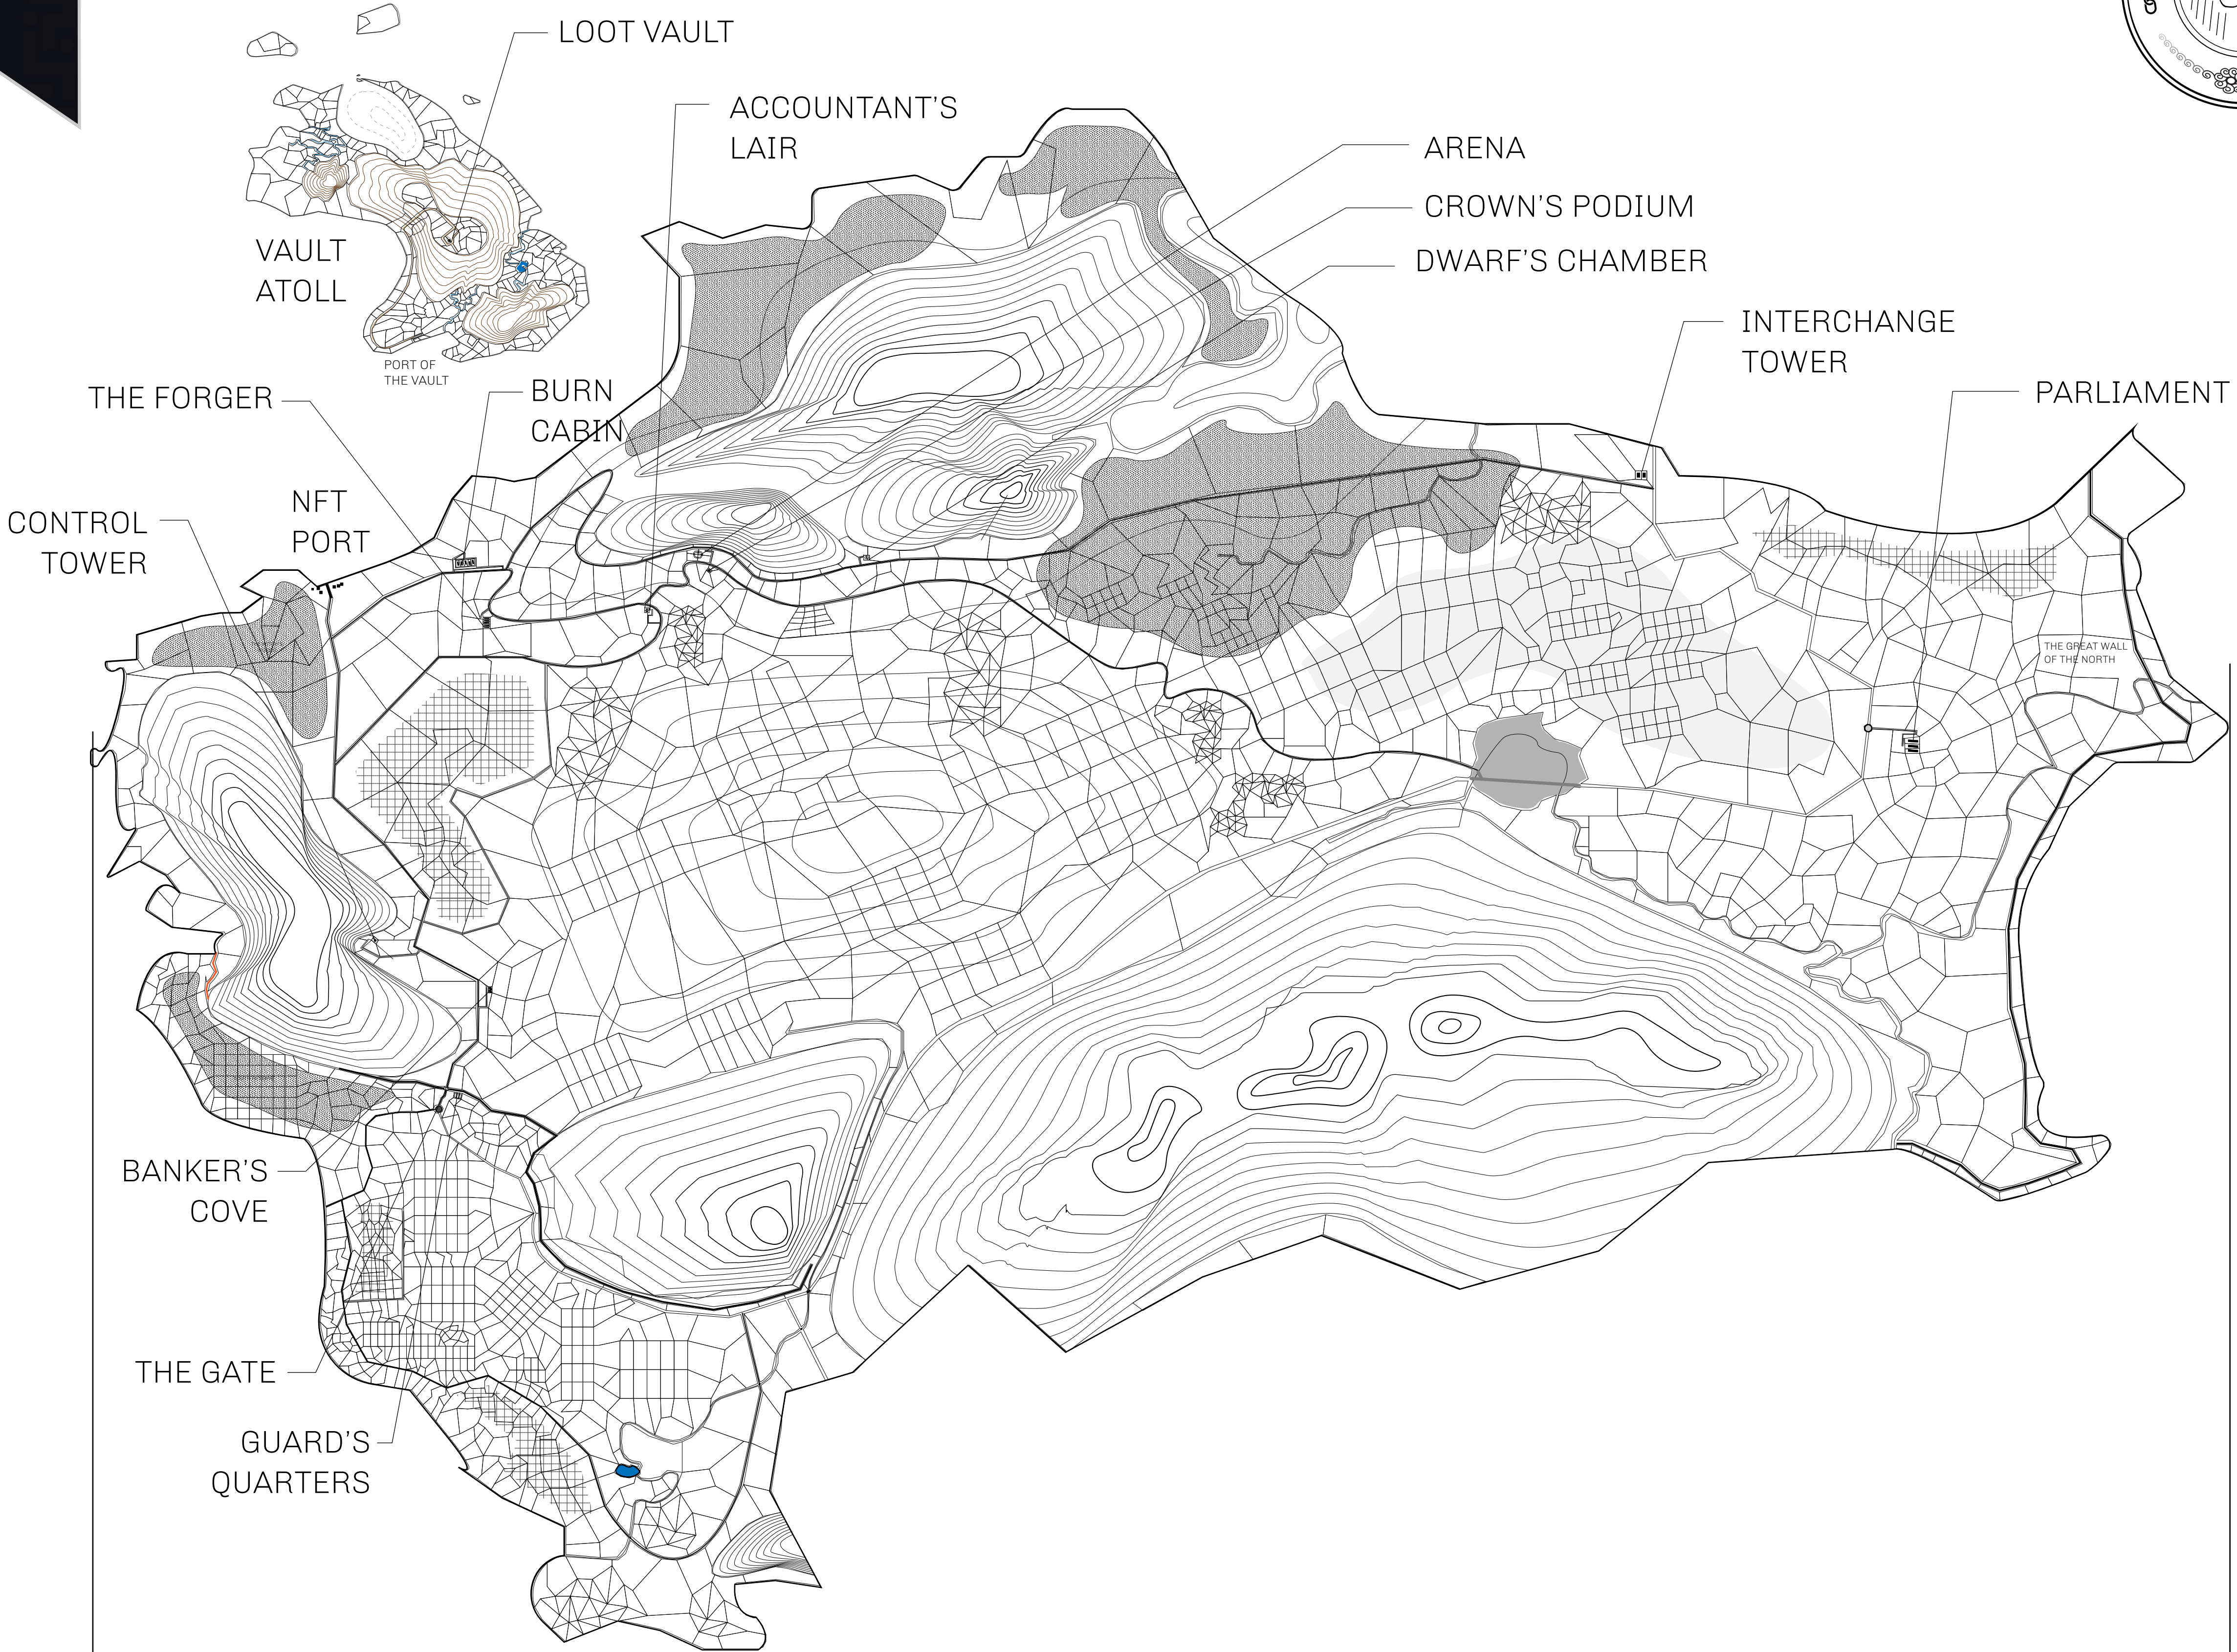 LOOT VAULT
ACCOUNTANT'S
LAIR
ARENA
CROWN'S PODIUM
DWARF'S CHAMBER
VAULT
ATOLL
INTERCHANGE
TOWER
PORT OF
THE VAULT
PARLIAMENT
THE FORGER
BURN
CABIN
NFT
PORT
CONTROL
TOWER
THE GREAT WALL
OF THE NORTH
BANKER'S
COVE
THE GATE
GUARD'S
QUARTERS